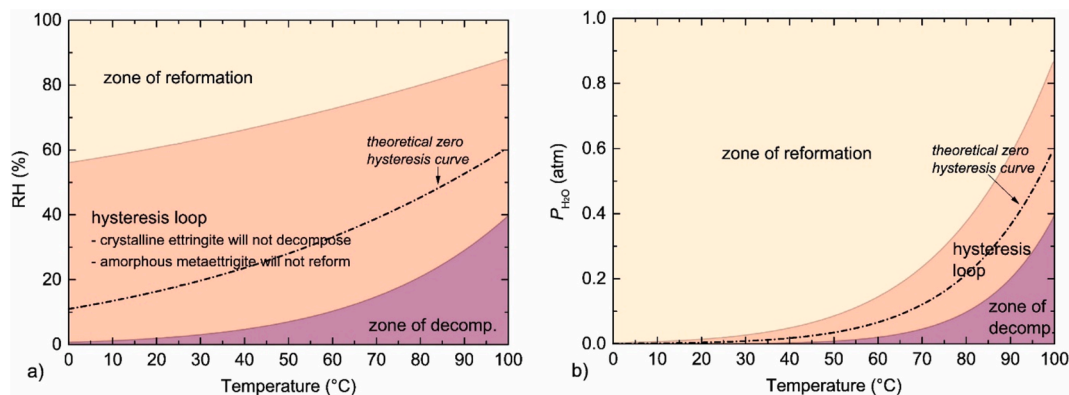 100
80
60
40
20
0
RH (%)
zone of reformation
theoretical zero
hysteresis curve
hysteresis loop
- crystalline ettringite will not decompose
- amorphous metaettrigite will not reform
zone of decomp.
0 10 20 30 40 50 60 70 80 90 100
a)
Temperature (°C)
1.0
0.8
0.6
0.4
0.2
0.0
P_H₂O (atm)
zone of reformation
theoretical zero
hysteresis curve
hysteresis
loop
zone of
decomp.
0 10 20 30 40 50 60 70 80 90 100
b)
Temperature (°C)